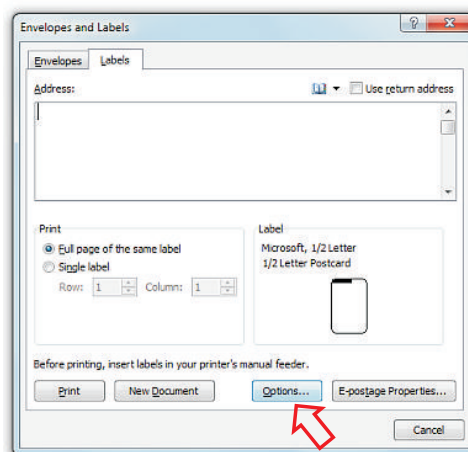 Envelopes and Labels
Envelopes Labels
Address: Use return address
Print
Full page of the same label
Single label
Row: 1 Column: 1
Label
Microsoft, 1/2 Letter
1/2 Letter Postcard
Before printing, insert labels in your printer's manual feeder.
Print New Document Options... E-postage Properties...
Cancel